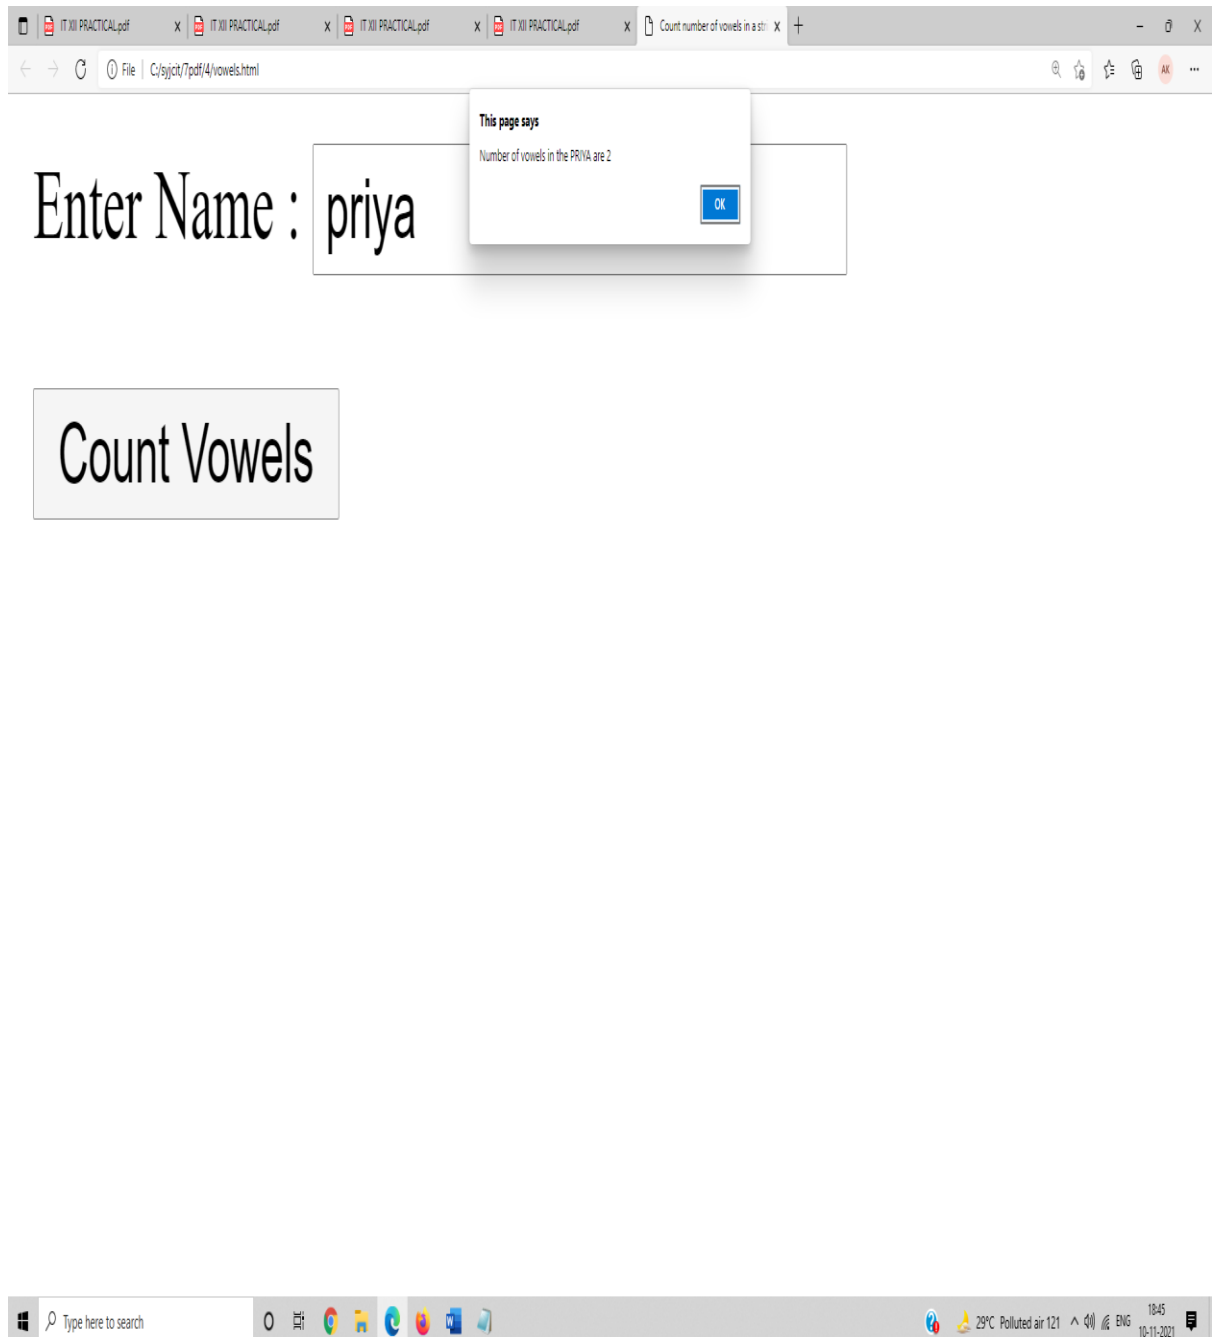 IT XII PRACTICAL.pdf
IT XII PRACTICAL.pdf
IT XII PRACTICAL.pdf
IT XII PRACTICAL.pdf
Count number of vowels in a str
File
C:/syjcit/7pdf/4/vowels.html
AK
This page says
Number of vowels in the PRIYA are 2
OK
Enter Name :
priya
Count Vowels
Type here to search
29°C Polluted air 121
ENG
18:45
10-11-2021